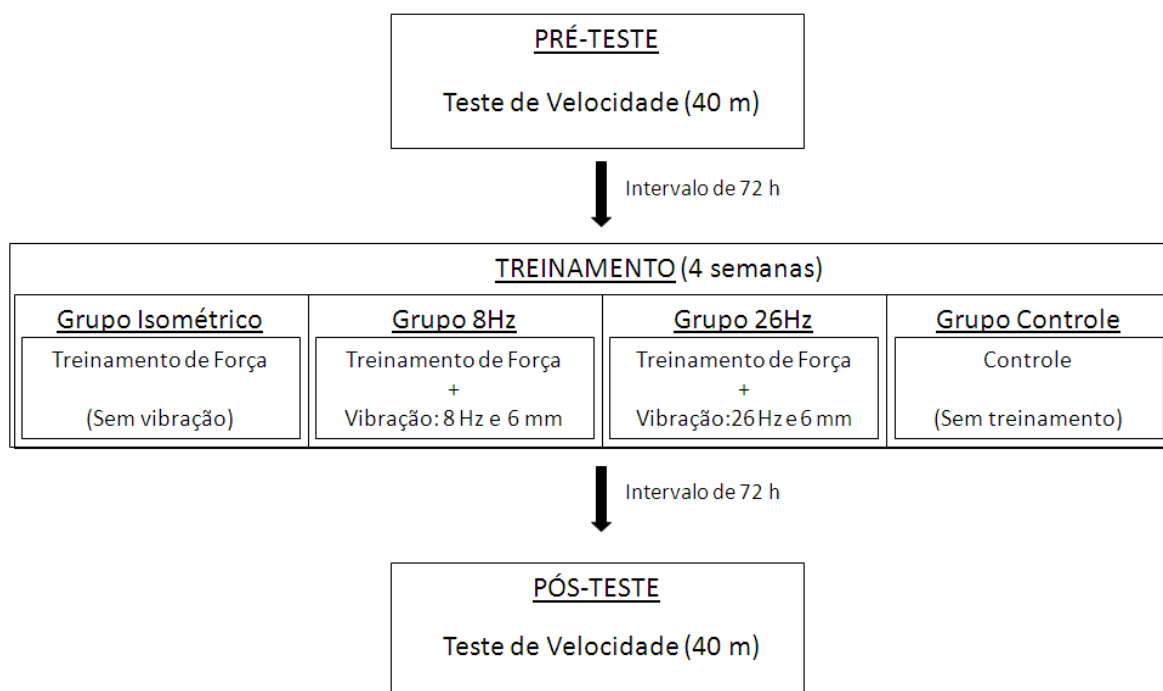 PRÉ-TESTE
Teste de Velocidade (40 m)
Intervalo de 72 h
TREINAMENTO (4 semanas)
Grupo Isométrico
Treinamento de Força
(Sem vibração)
Grupo 8Hz
Treinamento de Força
+
Vibração: 8 Hz e 6 mm
Grupo 26Hz
Treinamento de Força
+
Vibração:26 Hz e 6 mm
Grupo Controle
Controle
(Sem treinamento)
Intervalo de 72 h
PÓS-TESTE
Teste de Velocidade (40 m)